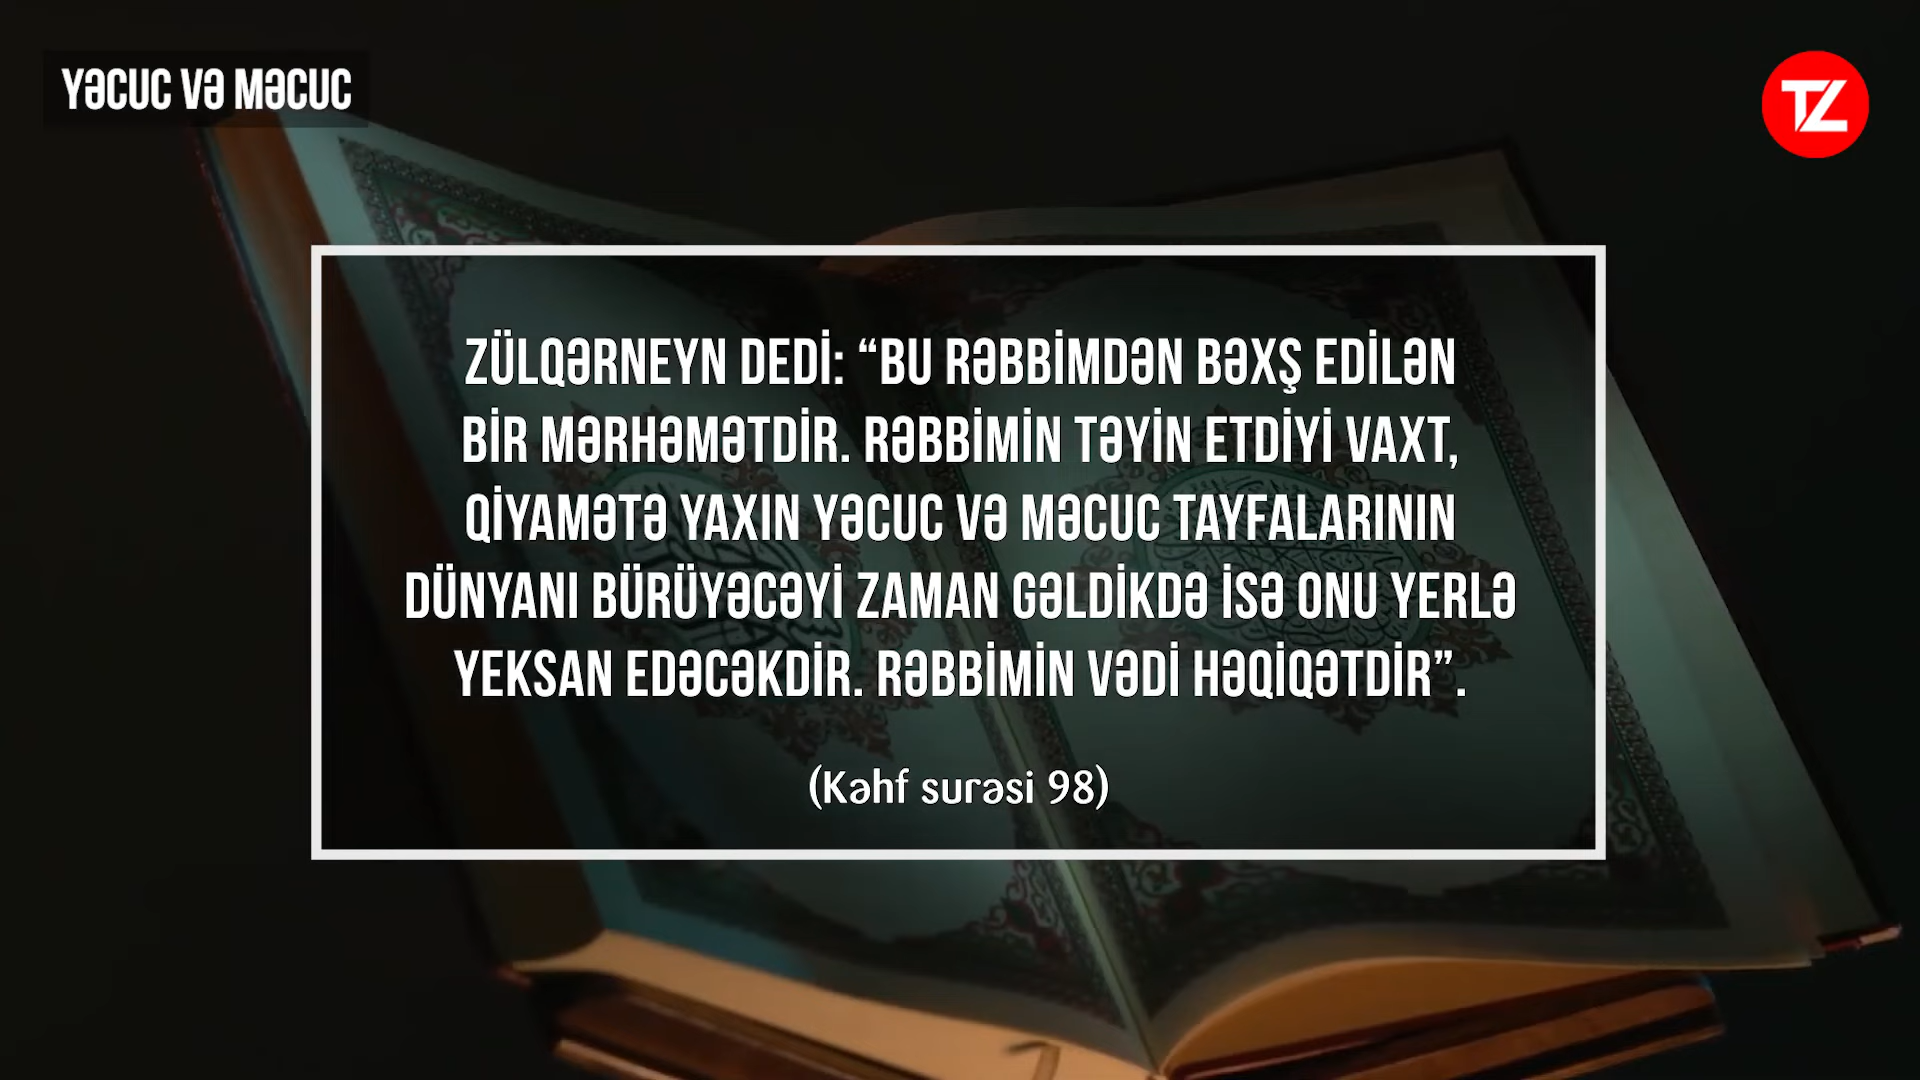 YƏCUC VƏ MƏCUC
TZ
ZÜLQƏRNEYN DEDİ: “BU RƏBBİMDƏN BƏXŞ EDİLƏN
BİR MƏRHƏMƏTDİR. RƏBBİMİN TƏYİN ETDİYİ VAXT,
QİYAMƏTƏ YAXIN YƏCUC VƏ MƏCUC TAYFALARININ
DÜNYANI BÜRÜYƏCƏYİ ZAMAN GƏLDİKDƏ İSƏ ONU YERLƏ
YEKSAN EDƏCƏKDİR. RƏBBİMİN VƏDİ HƏQİQƏTDİR”.
(Kəhf surəsi 98)